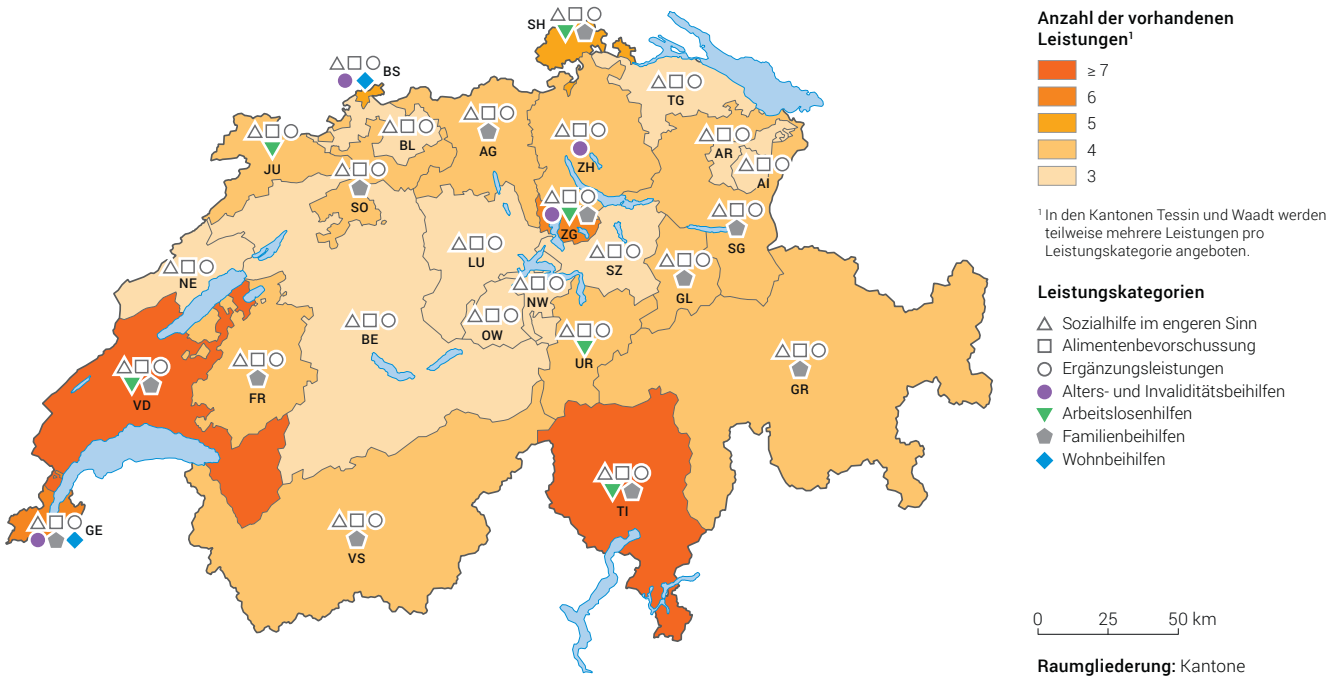 SH
BS
TG
BL
AG
ZH
AR
AI
JU
SO
ZG
SG
LU
SZ
NE
NW
GL
OW
BE
UR
VD
FR
GR
TI
GE
VS
Anzahl der vorhandenen
Leistungen¹
≥ 7
6
5
4
3
¹ In den Kantonen Tessin und Waadt werden
teilweise mehrere Leistungen pro
Leistungskategorie angeboten.
Leistungskategorien
Sozialhilfe im engeren Sinn
Alimentenbevorschussung
Ergänzungsleistungen
Alters- und Invaliditätsbeihilfen
Arbeitslosenhilfen
Familienbeihilfen
Wohnbeihilfen
0 25 50 km
Raumgliederung: Kantone